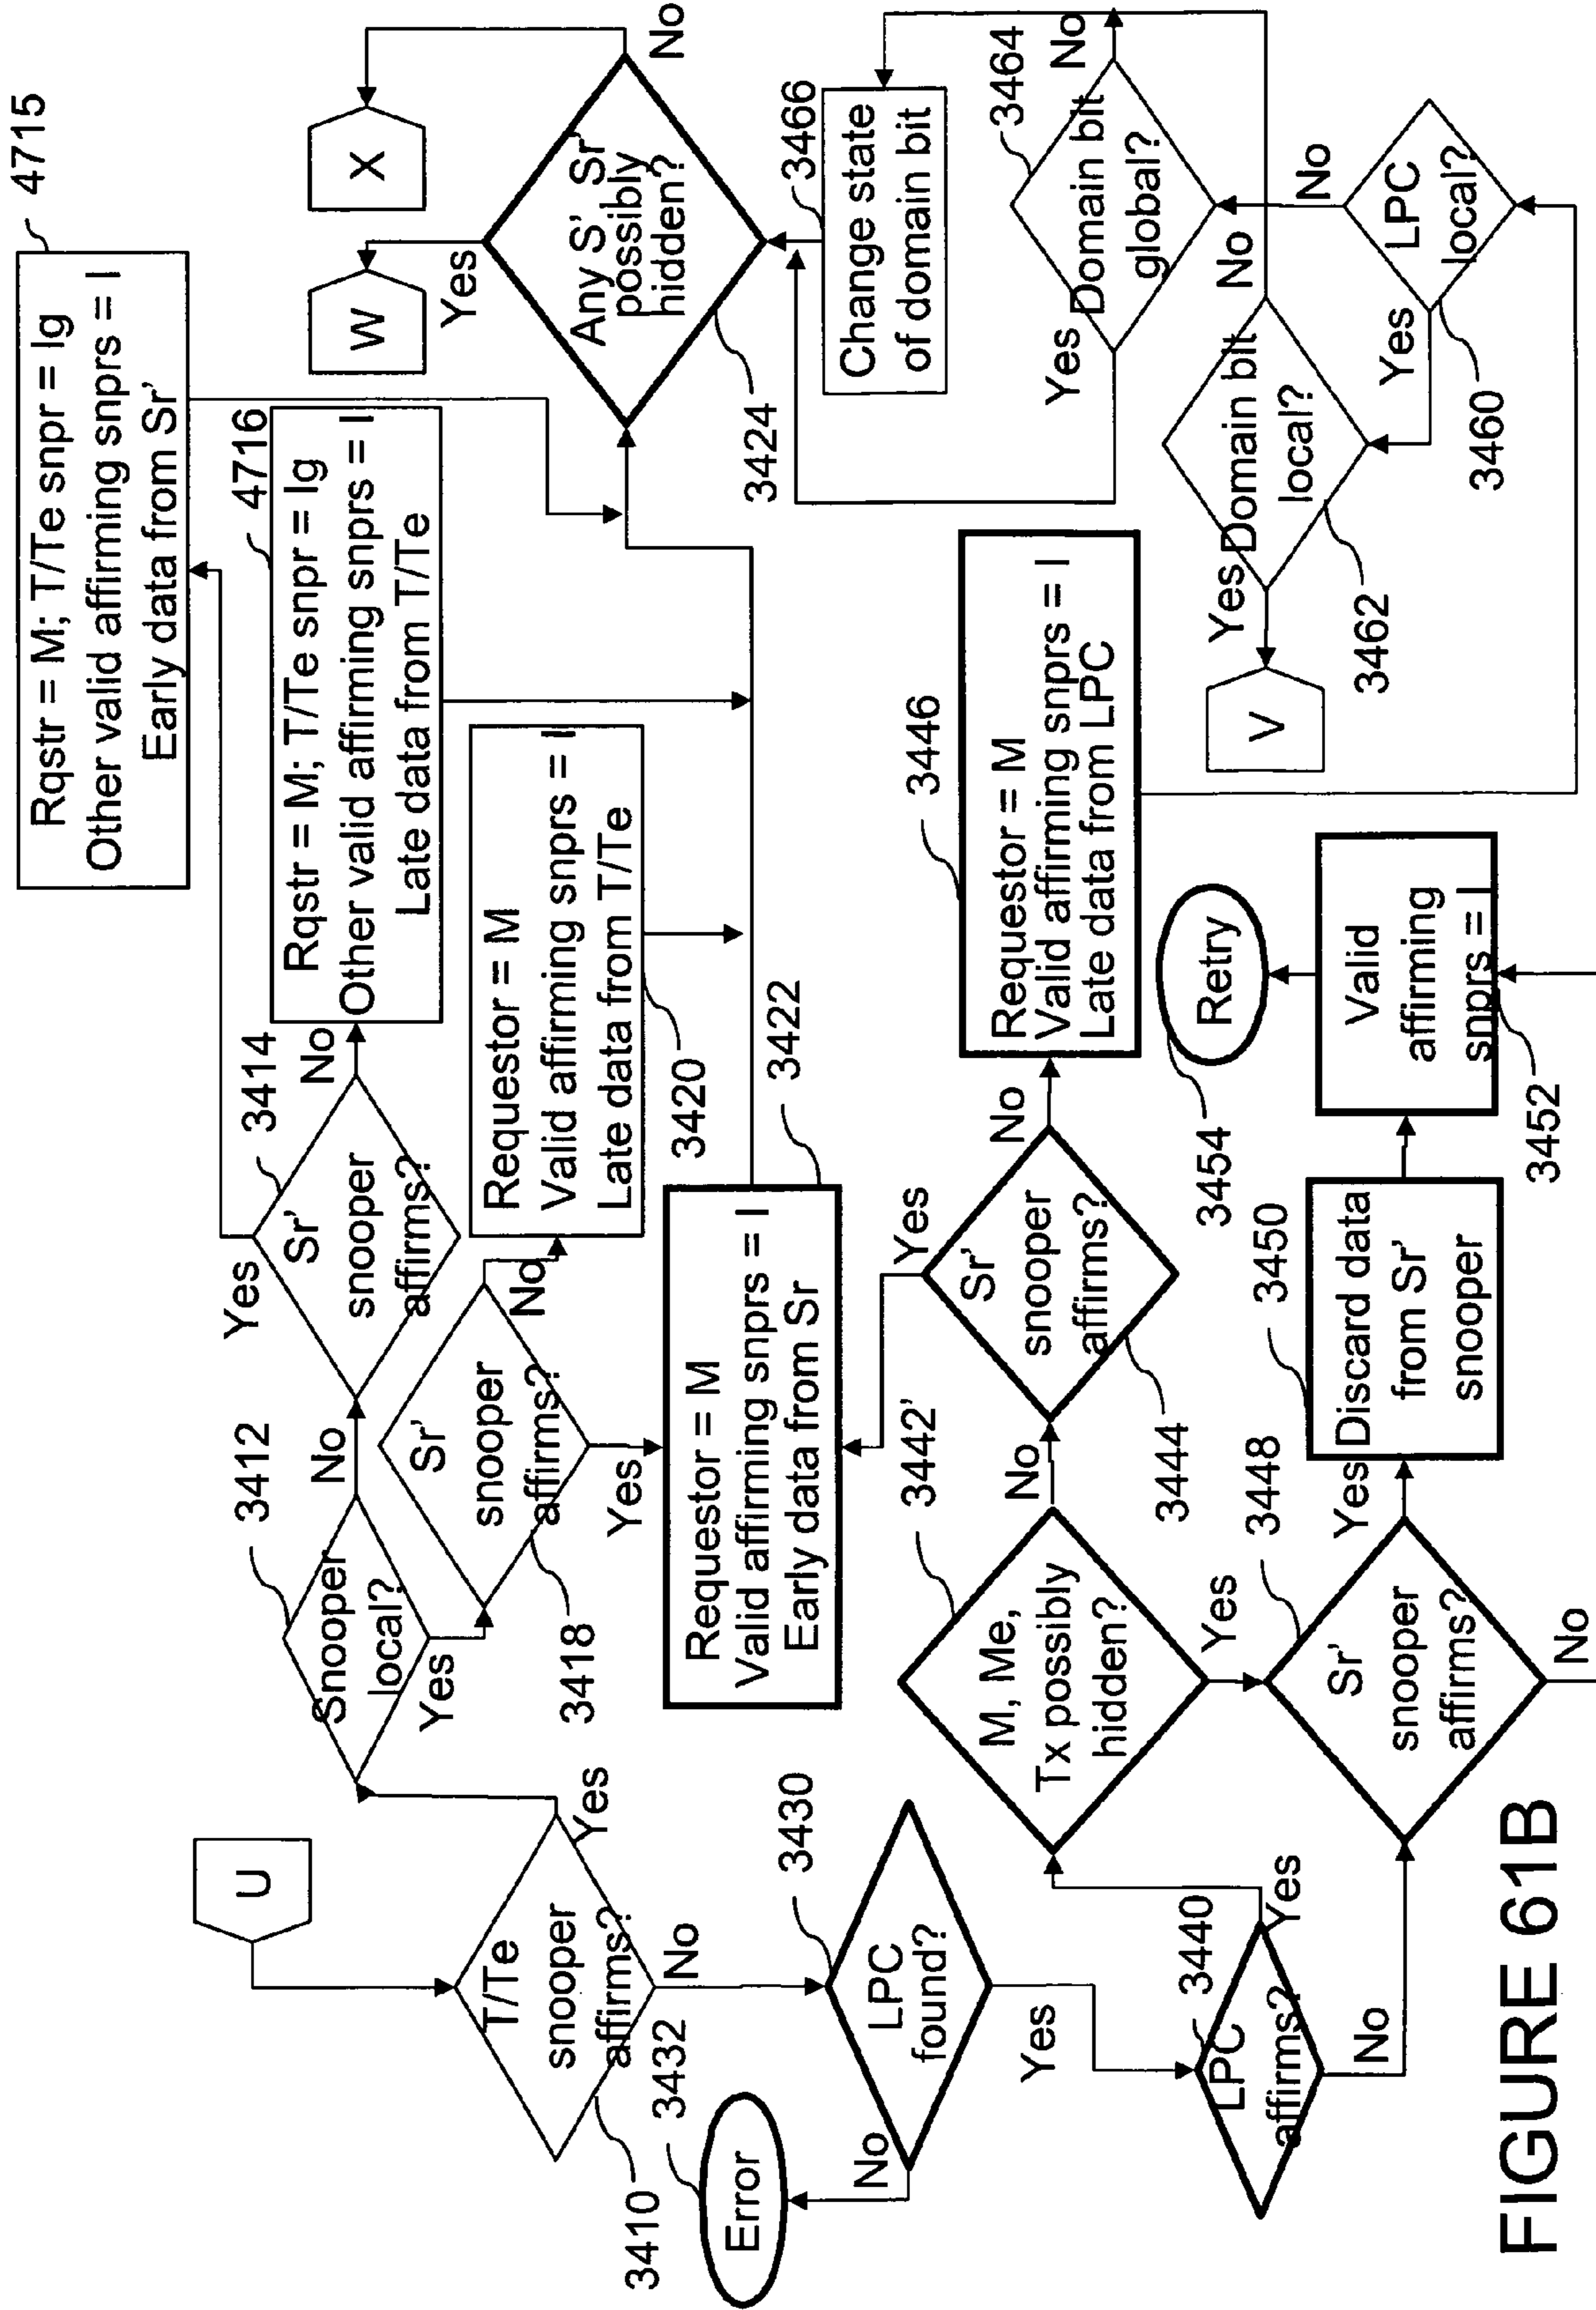 U
T/Te
snooper
affirms?
3410
Yes
No
Snooper
local?
3412
No
Yes
Sr'
snooper
affirms?
3414
Yes
No
Rqstr = M; T/Te snpr = Ig
Other valid affirming snprs = I
Early data from Sr'
4715
Rqstr = M; T/Te snpr = Ig
Other valid affirming snprs = I
Late data from T/Te
4716
Sr'
snooper
affirms?
3418
No
Yes
Requestor = M
Valid affirming snprs = I
Late data from T/Te
3420
Requestor = M
Valid affirming snprs = I
Early data from Sr
3422
Any S', Sr
possibly
hidden?
3424
Yes
No
W
X
Error
3432
LPC
found?
3430
No
Yes
LPC
affirms?
3440
Yes
No
M, Me,
Tx possibly
hidden?
3442'
No
Yes
Sr'
snooper
affirms?
3444
Yes
No
Requestor = M
Valid affirming snprs = I
Late data from LPC
3446
Sr'
snooper
affirms?
3448
Yes
No
Discard data
from Sr'
snooper
3450
Valid
affirming
snprs = I
3452
Retry
3454
LPC
local?
3460
Yes
No
Domain bit
local?
3462
Yes
No
V
Domain bit
global?
3464
Yes
No
Change state
of domain bit
3466
FIGURE 61B